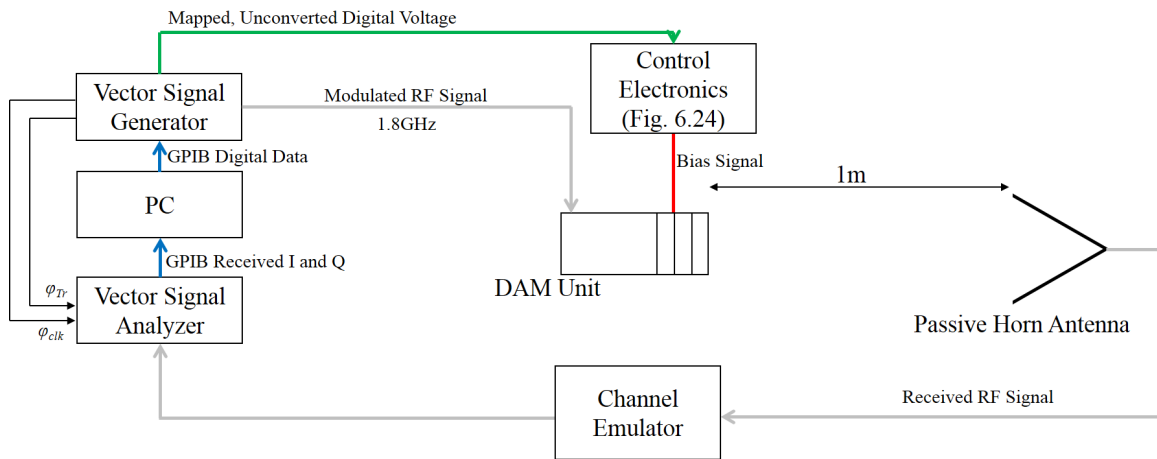 Mapped, Unconverted Digital Voltage
Vector Signal
Generator
Modulated RF Signal
1.8GHz
Control
Electronics
(Fig. 6.24)
GPIB Digital Data
Bias Signal
1m
PC
GPIB Received I and Q
DAM Unit
φTr
φclk
Vector Signal
Analyzer
Passive Horn Antenna
Channel
Emulator
Received RF Signal